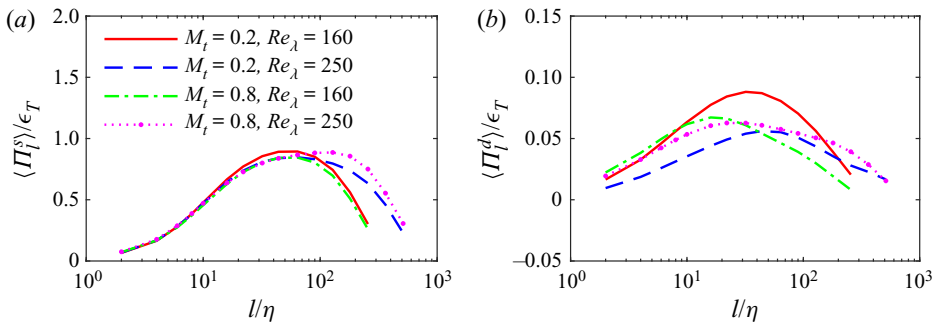 (a)
2.0
1.5
1.0
0.5
0
⟨Π_l^s⟩/ϵ_T
M_t = 0.2, Re_λ = 160
M_t = 0.2, Re_λ = 250
M_t = 0.8, Re_λ = 160
M_t = 0.8, Re_λ = 250
10^0
10^1
10^2
10^3
l/η
(b)
0.15
0.10
0.05
0
−0.05
⟨Π_l^d⟩/ϵ_T
10^0
10^1
10^2
10^3
l/η